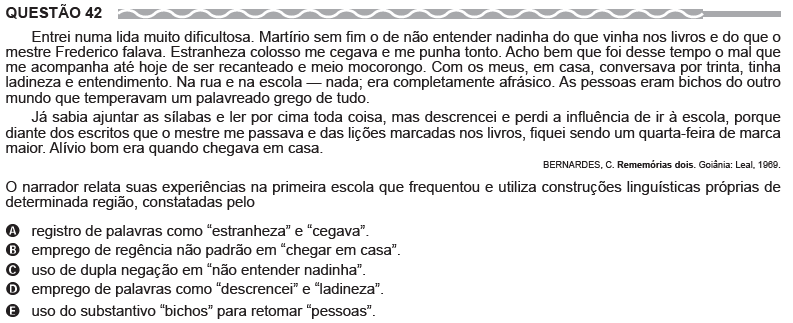 QUESTÃO 42
Entrei numa lida muito dificultosa. Martírio sem fim o de não entender nadinha do que vinha nos livros e do que o
mestre Frederico falava. Estranheza colosso me cegava e me punha tonto. Acho bem que foi desse tempo o mal que
me acompanha até hoje de ser recanteado e meio mocorongo. Com os meus, em casa, conversava por trinta, tinha
ladineza e entendimento. Na rua e na escola — nada; era completamente afrásico. As pessoas eram bichos do outro
mundo que temperavam um palavreado grego de tudo.
Já sabia ajuntar as sílabas e ler por cima toda coisa, mas descrencei e perdi a influência de ir à escola, porque
diante dos escritos que o mestre me passava e das lições marcadas nos livros, fiquei sendo um quarta-feira de marca
maior. Alívio bom era quando chegava em casa.
BERNARDES, C. Rememórias dois. Goiânia: Leal, 1969.
O narrador relata suas experiências na primeira escola que frequentou e utiliza construções linguísticas próprias de
determinada região, constatadas pelo
A registro de palavras como “estranheza” e “cegava”.
B emprego de regência não padrão em “chegar em casa”.
C uso de dupla negação em “não entender nadinha”.
D emprego de palavras como “descrencei” e “ladineza”.
E uso do substantivo “bichos” para retomar “pessoas”.